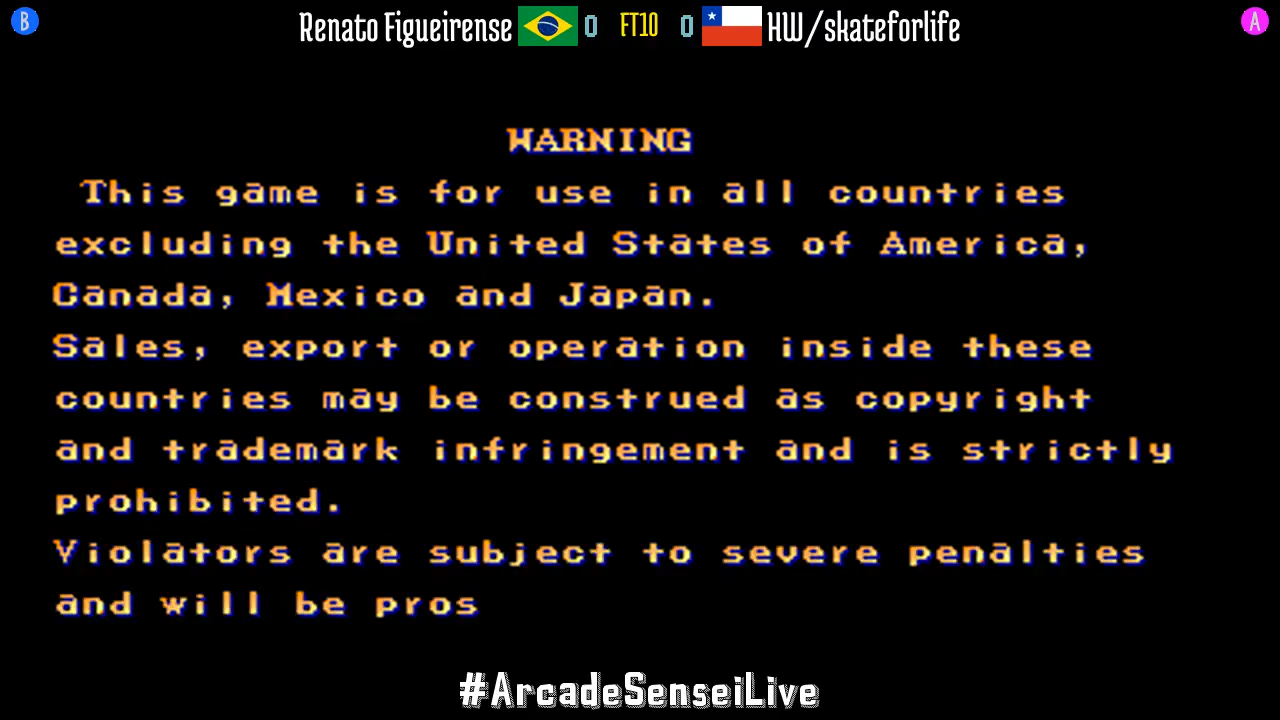 B
Renato Figueirense 0 FT10 0 HW/skateforlife
A
WARNING
This game is for use in all countries
excluding the United States of America,
Canada, Mexico and Japan.
Sales, export or operation inside these
countries may be construed as copyright
and trademark infringement and is strictly
prohibited.
Violators are subject to severe penalties
and will be pros
#ArcadeSenseiLive